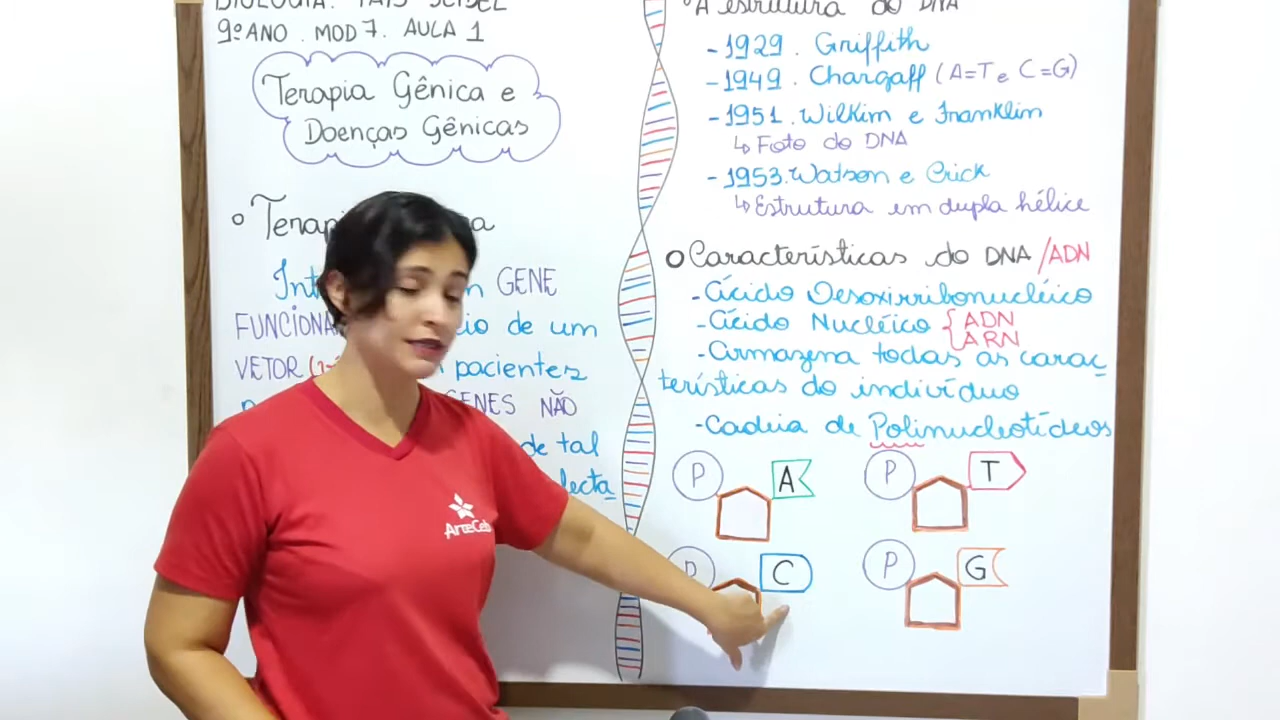 BIOLOGIA: TAÍS
9º ANO. MOD 7. AULA 1
Terapia Gênica e
Doenças Gênicas
GENE
de um
VETOR
pacientes
GENES NÃO
de tal
A estrutura do DNA
- 1929. Griffith
- 1949. Chargaff (A=T e C=G)
- 1951. Wilkim e Franklim
↳ Foto do DNA
- 1953. Watson e Crick
↳ Estrutura em dupla hélice
Características do DNA /ADN
- Ácido Desoxirribonucléico
- Ácido Nucléico { ADN
ARN
- Armazena todas as carac
terísticas do indivíduo
- Cadeia de Polinucleotídeos
P A P T
P C P G
ArteCeb